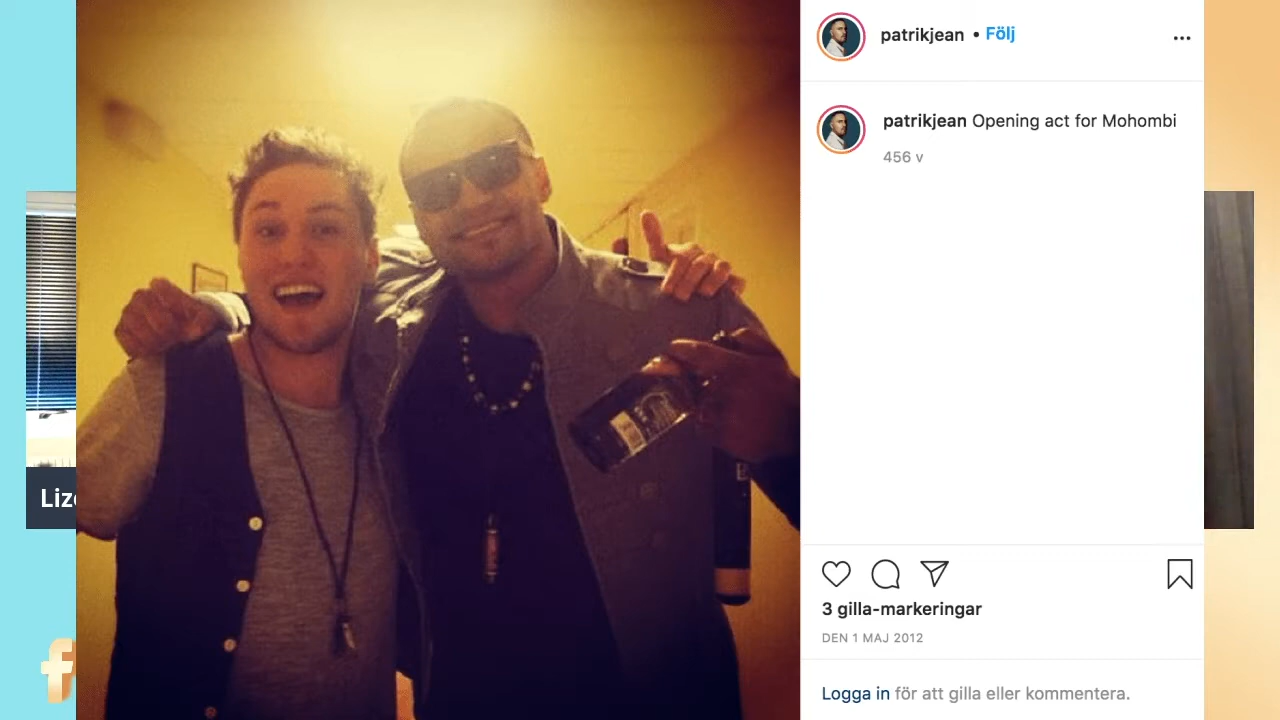 patrikjean • Följ
patrikjean Opening act for Mohombi
456 v
Liz
3 gilla-markeringar
DEN 1 MAJ 2012
Logga in för att gilla eller kommentera.
f